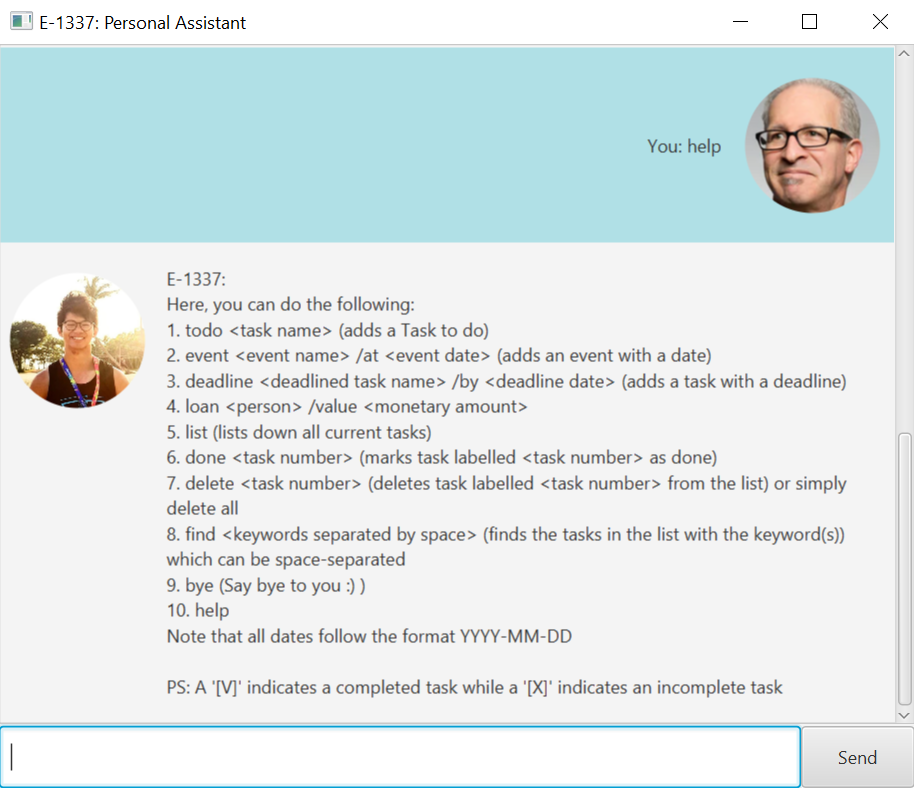 E-1337: Personal Assistant
You: help
E-1337:
Here, you can do the following:
1. todo <task name> (adds a Task to do)
2. event <event name> /at <event date> (adds an event with a date)
3. deadline <deadlined task name> /by <deadline date> (adds a task with a deadline)
4. loan <person> /value <monetary amount>
5. list (lists down all current tasks)
6. done <task number> (marks task labelled <task number> as done)
7. delete <task number> (deletes task labelled <task number> from the list) or simply
delete all
8. find <keywords separated by space> (finds the tasks in the list with the keyword(s))
which can be space-separated
9. bye (Say bye to you :) )
10. help
Note that all dates follow the format YYYY-MM-DD
PS: A '[V]' indicates a completed task while a '[X]' indicates an incomplete task
Send